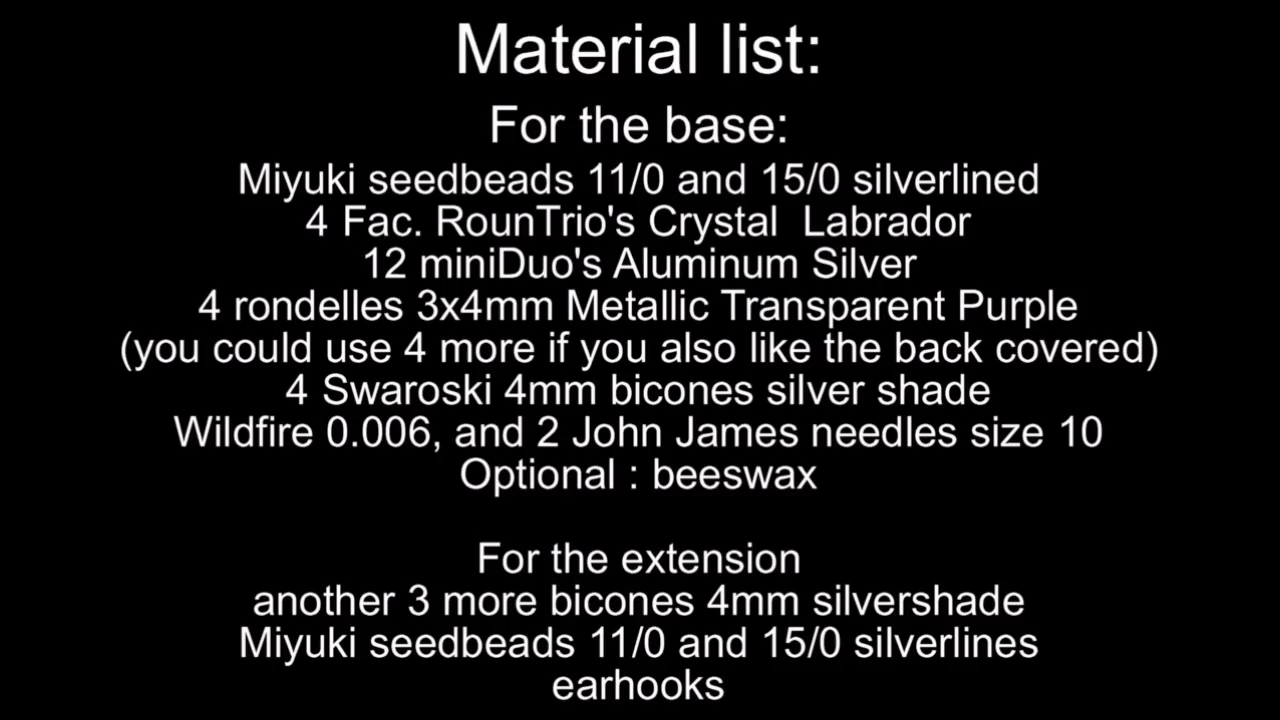 Material list:
For the base:
Miyuki seedbeads 11/0 and 15/0 silverlined
4 Fac. RounTrio's Crystal  Labrador
12 miniDuo's Aluminum Silver
4 rondelles 3x4mm Metallic Transparent Purple
(you could use 4 more if you also like the back covered)
4 Swaroski 4mm bicones silver shade
Wildfire 0.006, and 2 John James needles size 10
Optional : beeswax
For the extension
another 3 more bicones 4mm silvershade
Miyuki seedbeads 11/0 and 15/0 silverlines
earhooks